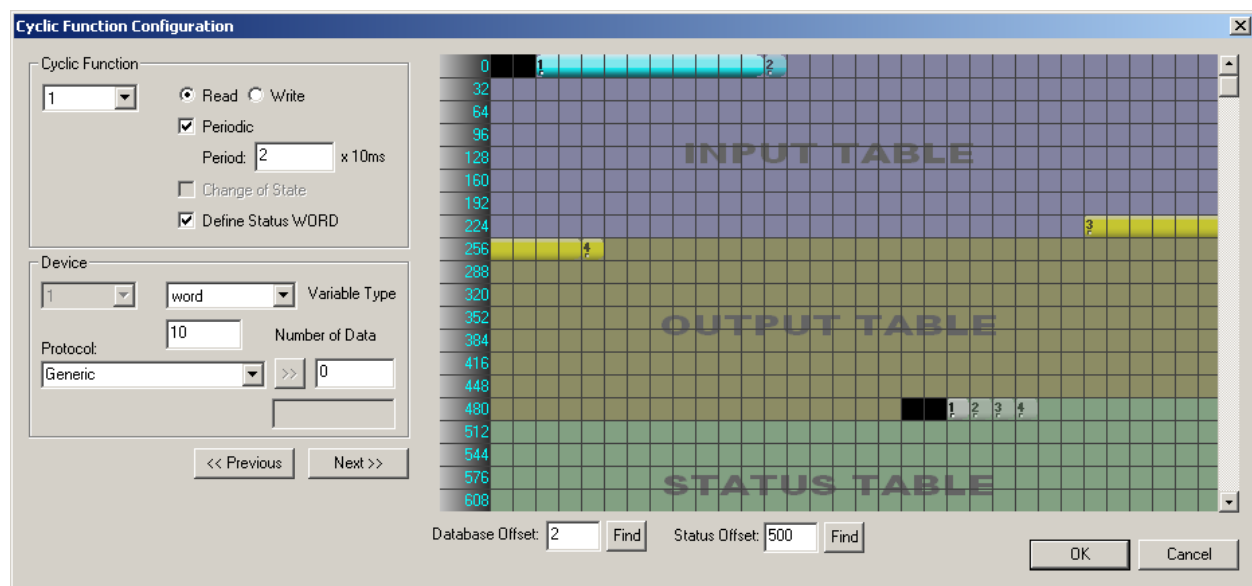 Cyclic Function Configuration
Cyclic Function
1
Read Write
Periodic
Period: 2 x 10ms
Change of State
Define Status WORD
Device
1 word Variable Type
10 Number of Data
Protocol:
Generic >> 0
<< Previous Next >>
0 1 2
32
64
96
128
INPUT TABLE
160
192
224 3
256 4
288
320
352
OUTPUT TABLE
384
416
448
480 1 2 3 4
512
544
576
STATUS TABLE
608
Database Offset: 2 Find Status Offset: 500 Find
OK Cancel